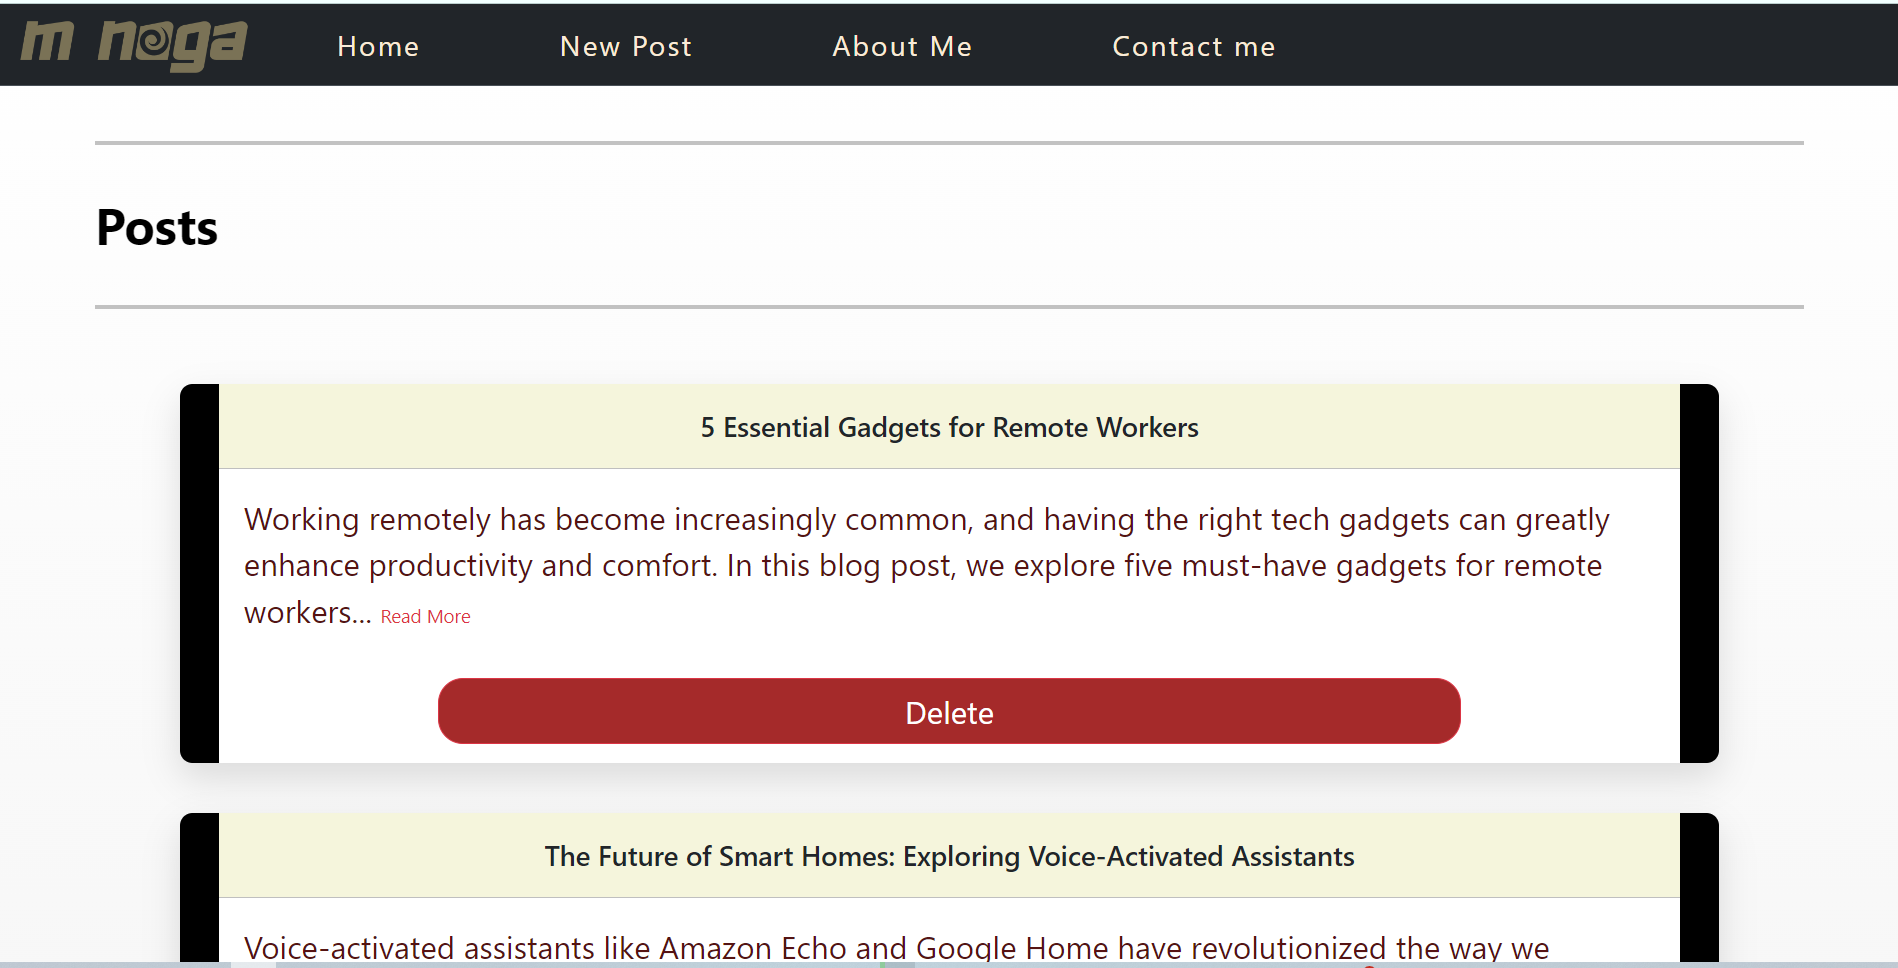 m noga
Home
New Post
About Me
Contact me
Posts
5 Essential Gadgets for Remote Workers
Working remotely has become increasingly common, and having the right tech gadgets can greatly
enhance productivity and comfort. In this blog post, we explore five must-have gadgets for remote
workers... Read More
Delete
The Future of Smart Homes: Exploring Voice-Activated Assistants
Voice-activated assistants like Amazon Echo and Google Home have revolutionized the way we